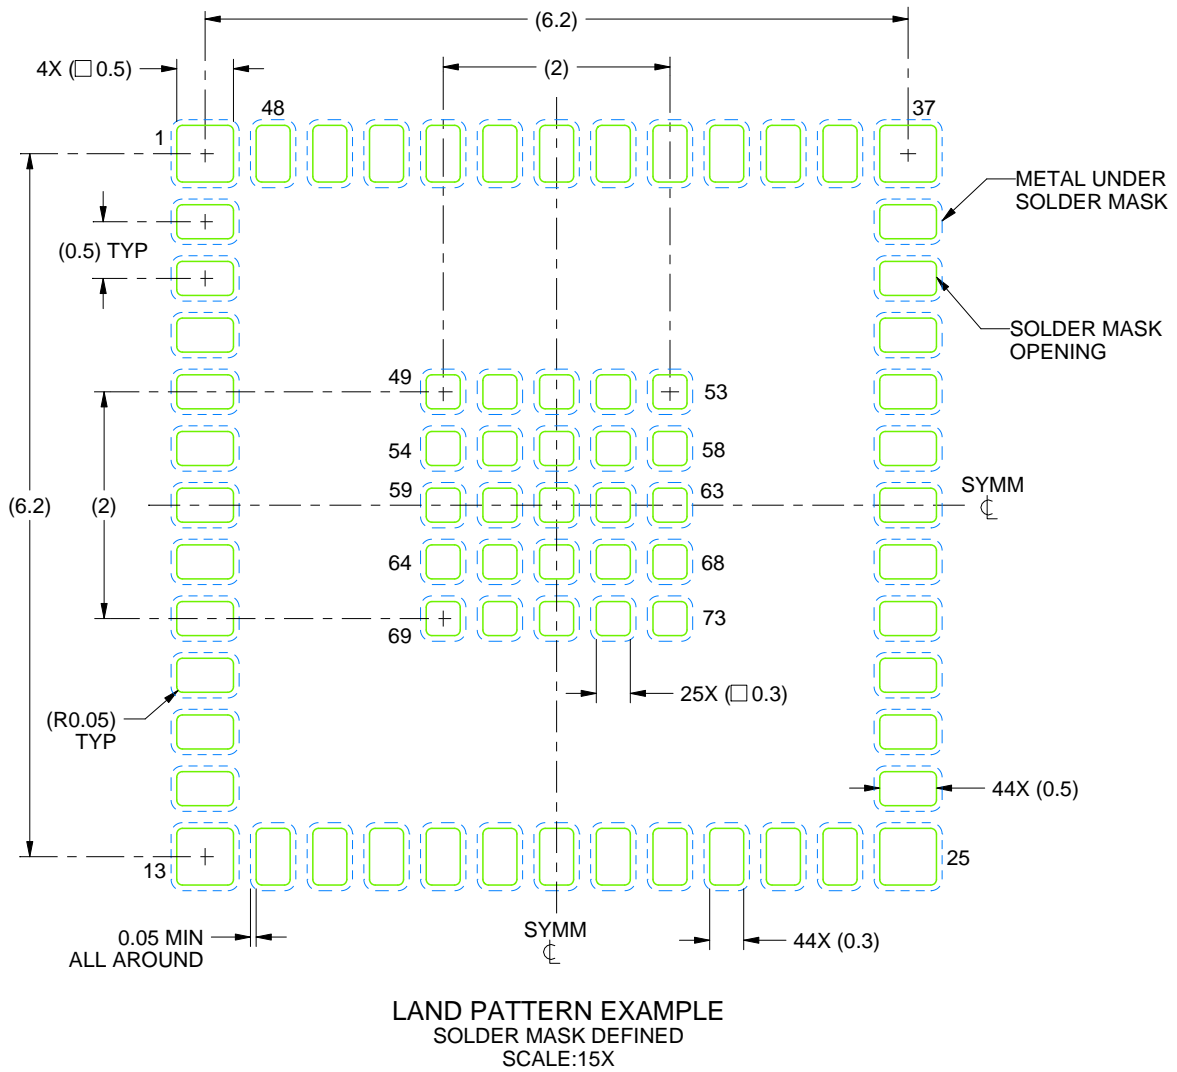 (6.2)
4X (□ 0.5)
(2)
48
37
1
METAL UNDER
SOLDER MASK
(0.5) TYP
SOLDER MASK
OPENING
49
53
54
58
59
63
SYMM
℄
(6.2)
(2)
64
68
69
73
25X (□ 0.3)
(R0.05)
TYP
44X (0.5)
13
25
0.05 MIN
ALL AROUND
SYMM
℄
44X (0.3)
LAND PATTERN EXAMPLE
SOLDER MASK DEFINED
SCALE:15X